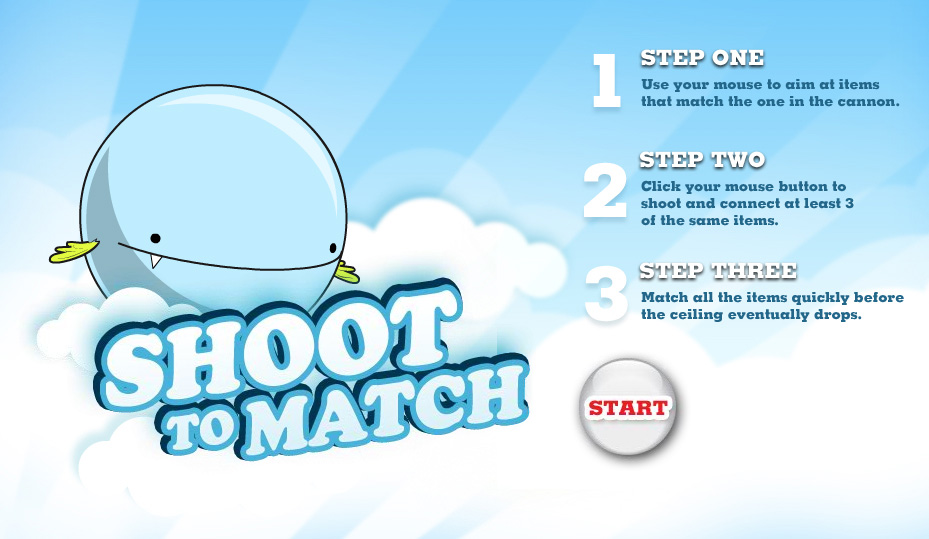 SHOOT
TO MATCH
1 STEP ONE
Use your mouse to aim at items
that match the one in the cannon.
2 STEP TWO
Click your mouse button to
shoot and connect at least 3
of the same items.
3 STEP THREE
Match all the items quickly before
the ceiling eventually drops.
START